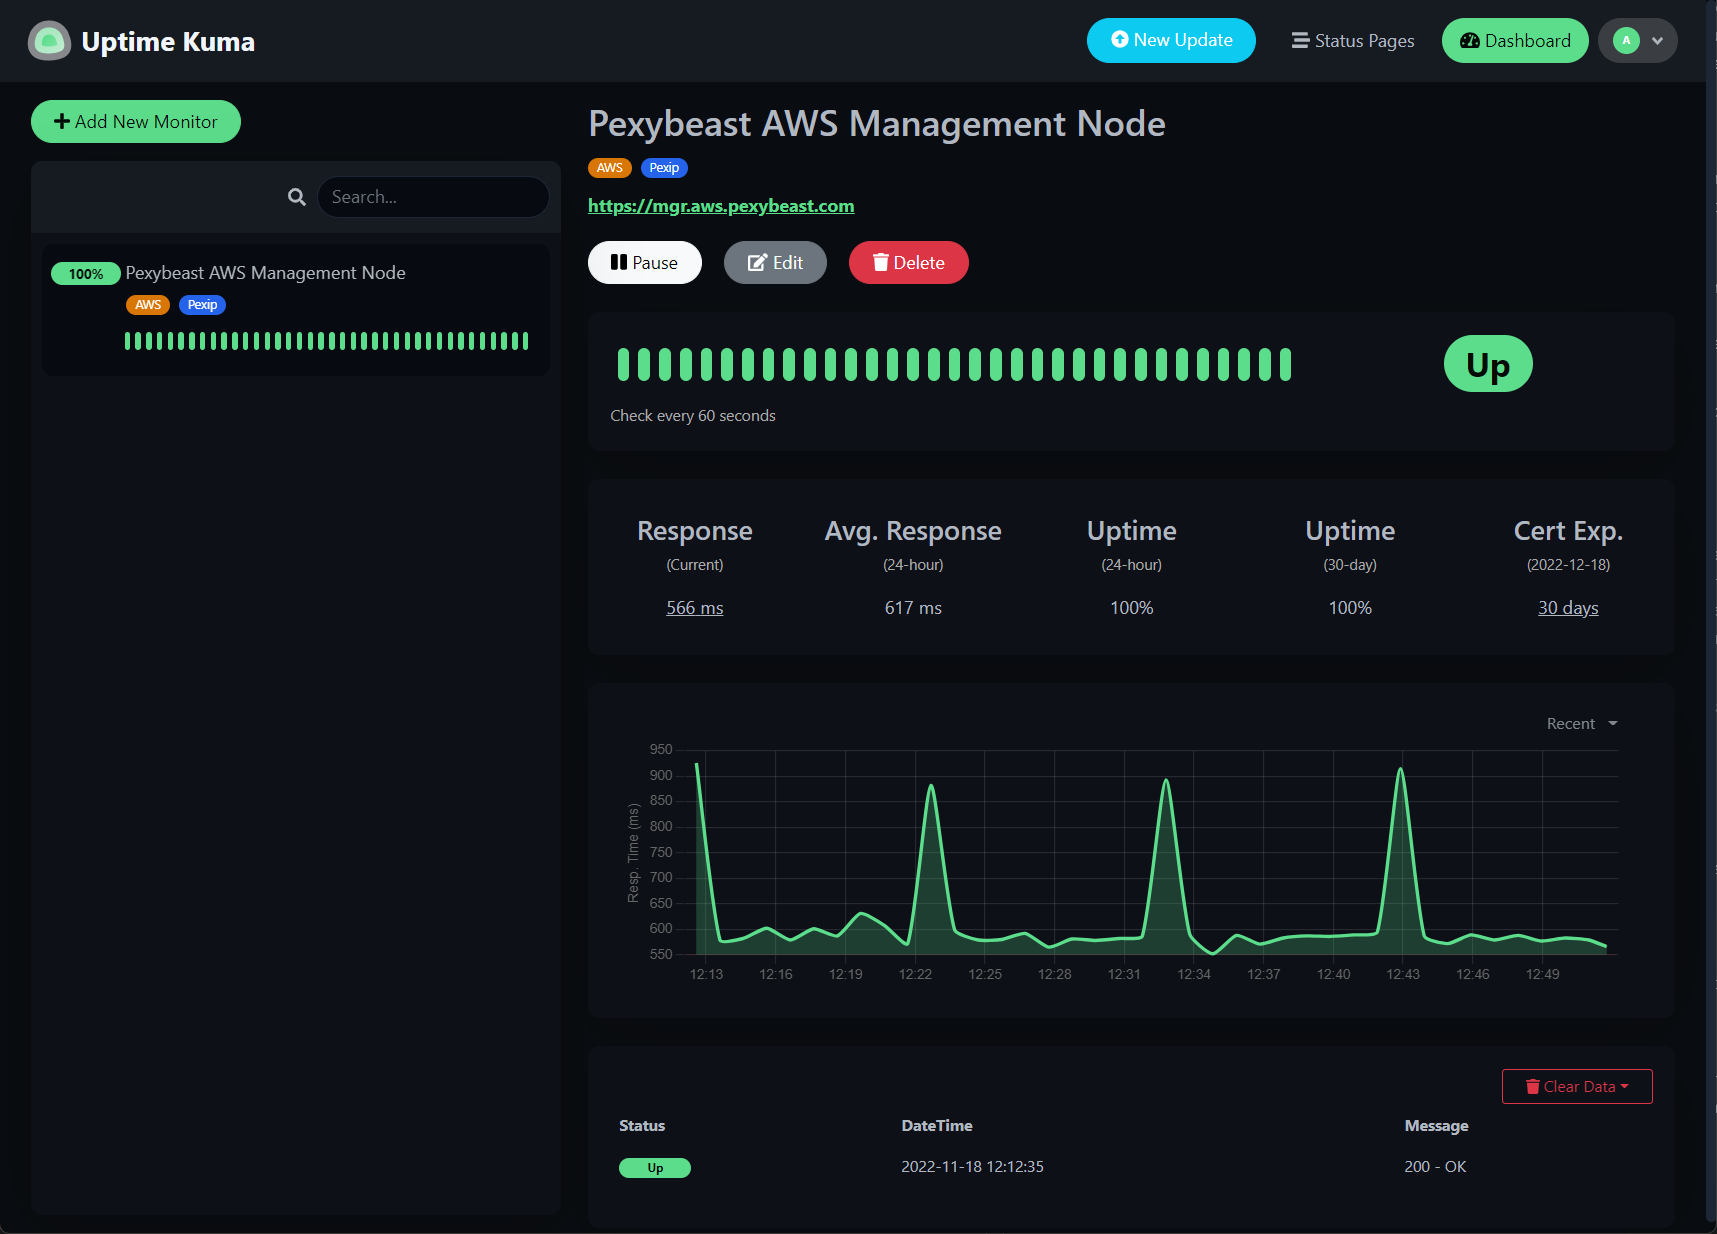 Uptime Kuma
New Update
Status Pages
Dashboard
A
Add New Monitor
Search...
100%
Pexybeast AWS Management Node
AWS
Pexip
Pexybeast AWS Management Node
AWS
Pexip
https://mgr.aws.pexybeast.com
Pause
Edit
Delete
Up
Check every 60 seconds
Response
(Current)
566 ms
Avg. Response
(24-hour)
617 ms
Uptime
(24-hour)
100%
Uptime
(30-day)
100%
Cert Exp.
(2022-12-18)
30 days
Recent
Resp. Time (ms)
950
900
850
800
750
700
650
600
550
12:13 12:16 12:19 12:22 12:25 12:28 12:31 12:34 12:37 12:40 12:43 12:46 12:49
Clear Data
Status DateTime Message
Up 2022-11-18 12:12:35 200 - OK